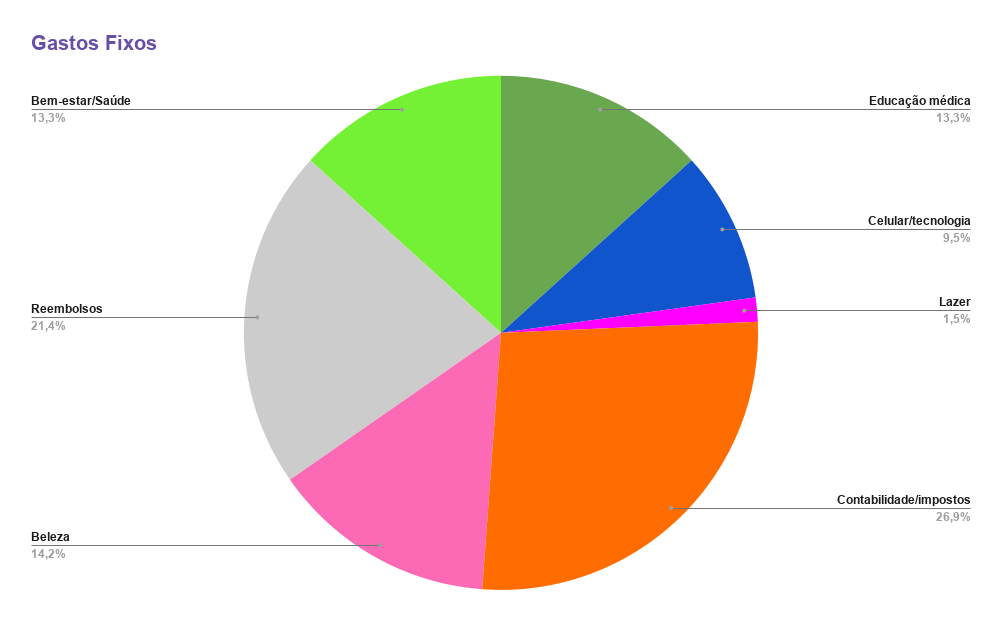 Gastos Fixos
Bem-estar/Saúde
13,3%
Educação médica
13,3%
Celular/tecnologia
9,5%
Lazer
1,5%
Reembolsos
21,4%
Contabilidade/impostos
26,9%
Beleza
14,2%